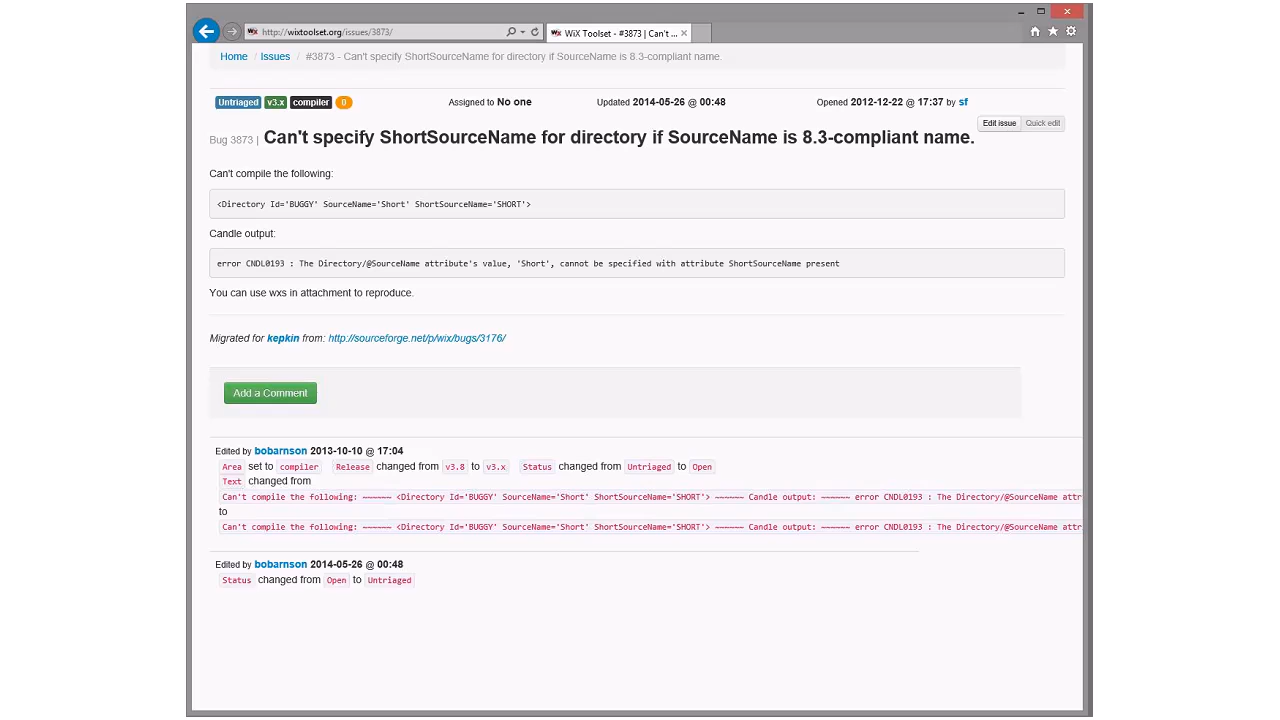 http://wixtoolset.org/issues/3873/
WiX Toolset - #3873 | Can't ...
Home / Issues / #3873 - Can't specify ShortSourceName for directory if SourceName is 8.3-compliant name.
Untriaged v3.x compiler 0 Assigned to No one Updated 2014-05-26 @ 00:48 Opened 2012-12-22 @ 17:37 by sf
Edit issue Quick edit
Bug 3873 | Can't specify ShortSourceName for directory if SourceName is 8.3-compliant name.
Can't compile the following:
<Directory Id='BUGGY' SourceName='Short' ShortSourceName='SHORT'>
Candle output:
error CNDL0193 : The Directory/@SourceName attribute's value, 'Short', cannot be specified with attribute ShortSourceName present
You can use wxs in attachment to reproduce.
Migrated for kepkin from: http://sourceforge.net/p/wix/bugs/3176/
Add a Comment
Edited by bobarnson 2013-10-10 @ 17:04
Area set to compiler Release changed from v3.8 to v3.x Status changed from Untriaged to Open
Text changed from
Can't compile the following: ~~~~~~ <Directory Id='BUGGY' SourceName='Short' ShortSourceName='SHORT'> ~~~~~~ Candle output: ~~~~~~ error CNDL0193 : The Directory/@SourceName attr
to
Can't compile the following: ~~~~~~ <Directory Id='BUGGY' SourceName='Short' ShortSourceName='SHORT'> ~~~~~~ Candle output: ~~~~~~ error CNDL0193 : The Directory/@SourceName attr
Edited by bobarnson 2014-05-26 @ 00:48
Status changed from Open to Untriaged